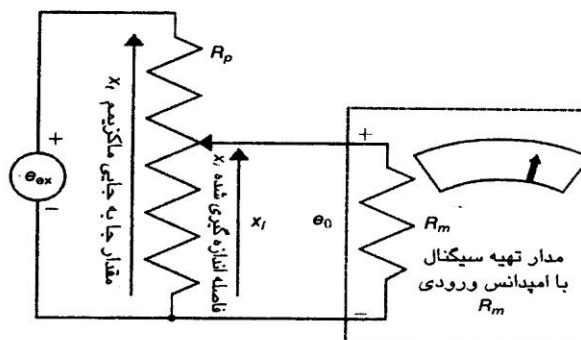 R_p
مقدار جا به جایی ماکزیمم x_t
+
e_ex
−
فاصله اندازه گیری شده x_i
x_i
+
e_0
−
R_m
مدار تهیه سیگنال
با امپدانس ورودی
R_m